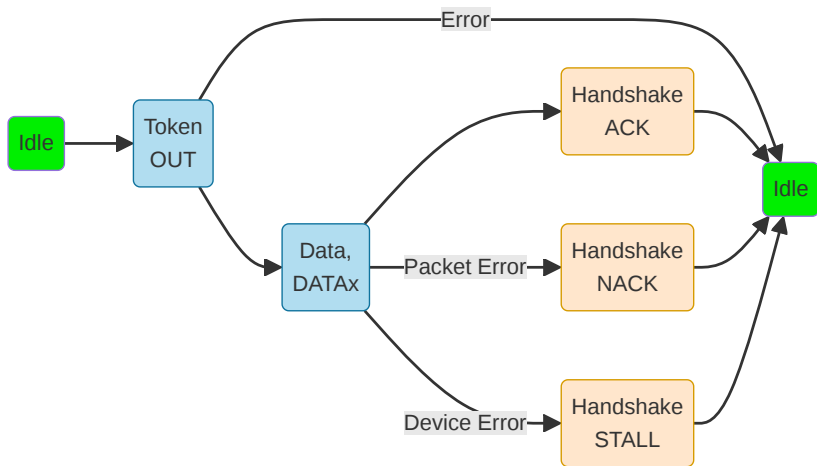 Error
Idle
Token
OUT
Handshake
ACK
Idle
Data,
DATAx
Packet Error
Handshake
NACK
Device Error
Handshake
STALL